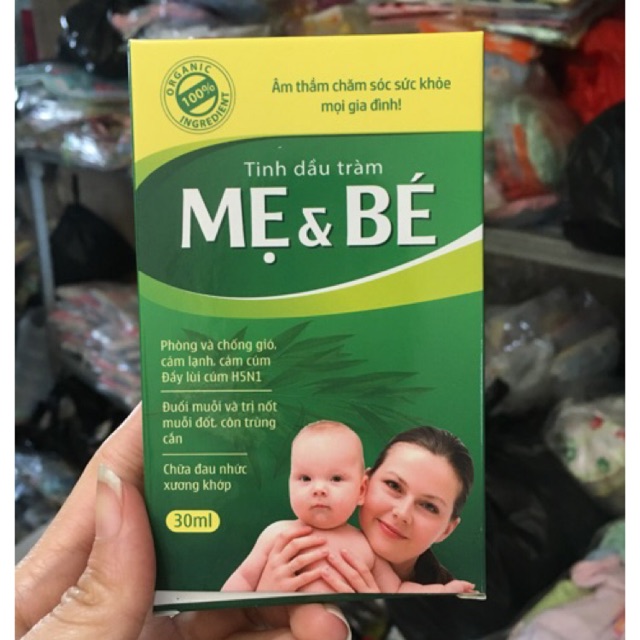 ORGANIC
100%
INGREDIENT
Âm thầm chăm sóc sức khỏe
mọi gia đình!
Tinh dầu tràm
MẸ & BÉ
Phòng và chống gió,
cảm lạnh, cảm cúm
Đẩy lùi cúm H5N1
Đuổi muỗi và trị nốt
muỗi đốt, côn trùng
cắn
Chữa đau nhức
xương khớp
30ml